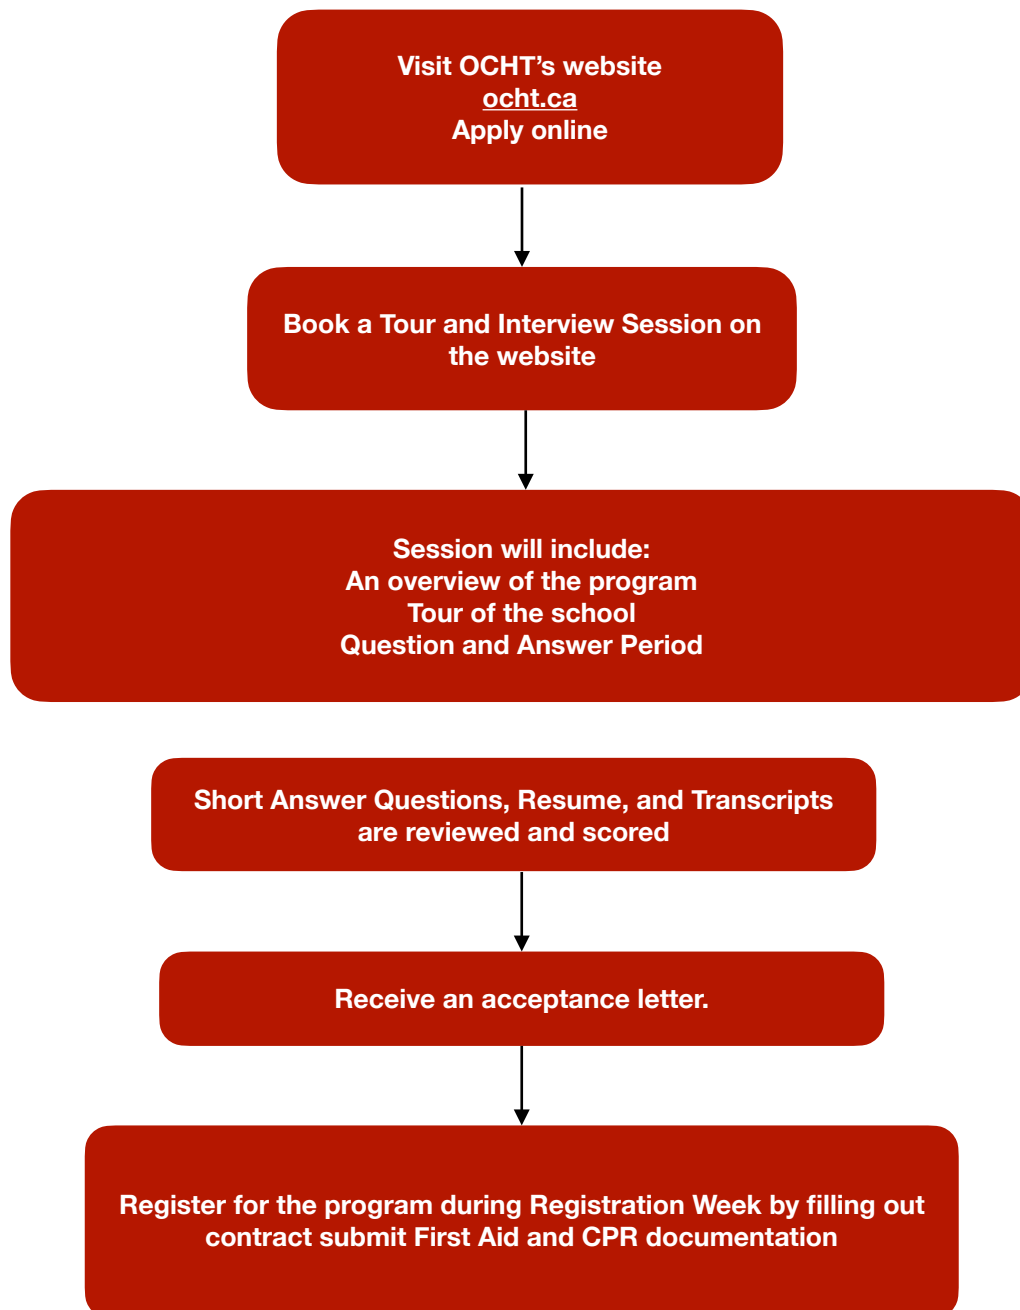 Visit OCHT’s website
ocht.ca
Apply online
Book a Tour and Interview Session on
the website
Session will include:
An overview of the program
Tour of the school
Question and Answer Period
Short Answer Questions, Resume, and Transcripts
are reviewed and scored
Receive an acceptance letter.
Register for the program during Registration Week by filling out
contract submit First Aid and CPR documentation